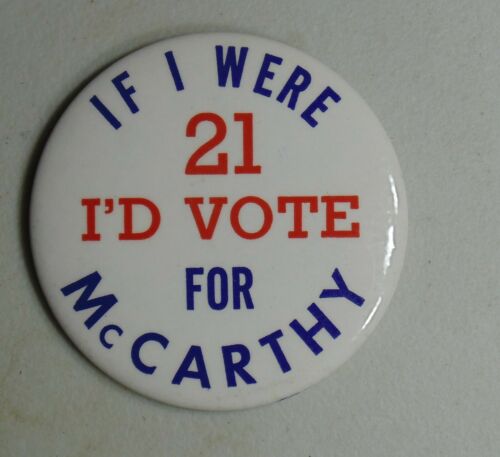 IF I WERE
21
I'D VOTE
FOR
McCARTHY